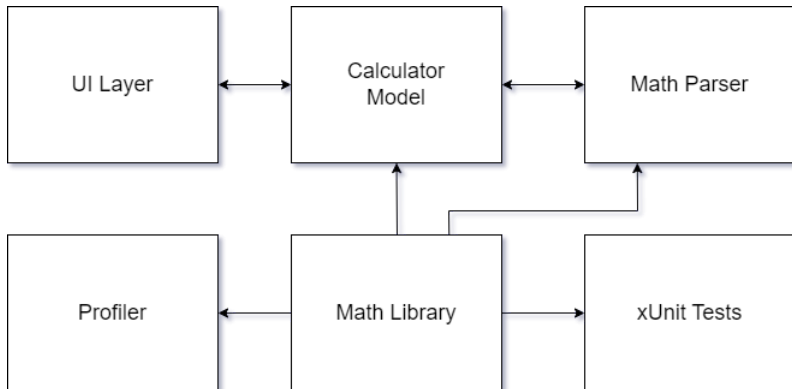 UI Layer
Calculator
Model
Math Parser
Profiler
Math Library
xUnit Tests